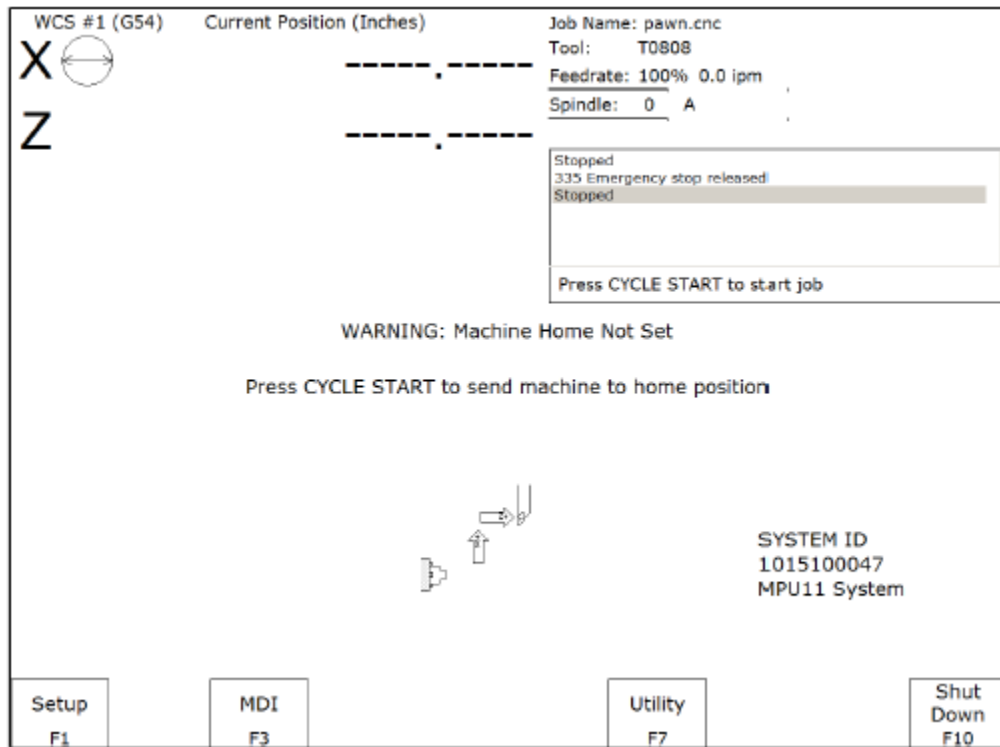 WCS #1 (G54) Current Position (Inches)
X -----.-----
Z -----.-----
Job Name: pawn.cnc
Tool: T0808
Feedrate: 100% 0.0 ipm
Spindle: 0 A
Stopped
335 Emergency stop released
Stopped
Press CYCLE START to start job
WARNING: Machine Home Not Set
Press CYCLE START to send machine to home position
SYSTEM ID
1015100047
MPU11 System
Setup
F1
MDI
F3
Utility
F7
Shut
Down
F10